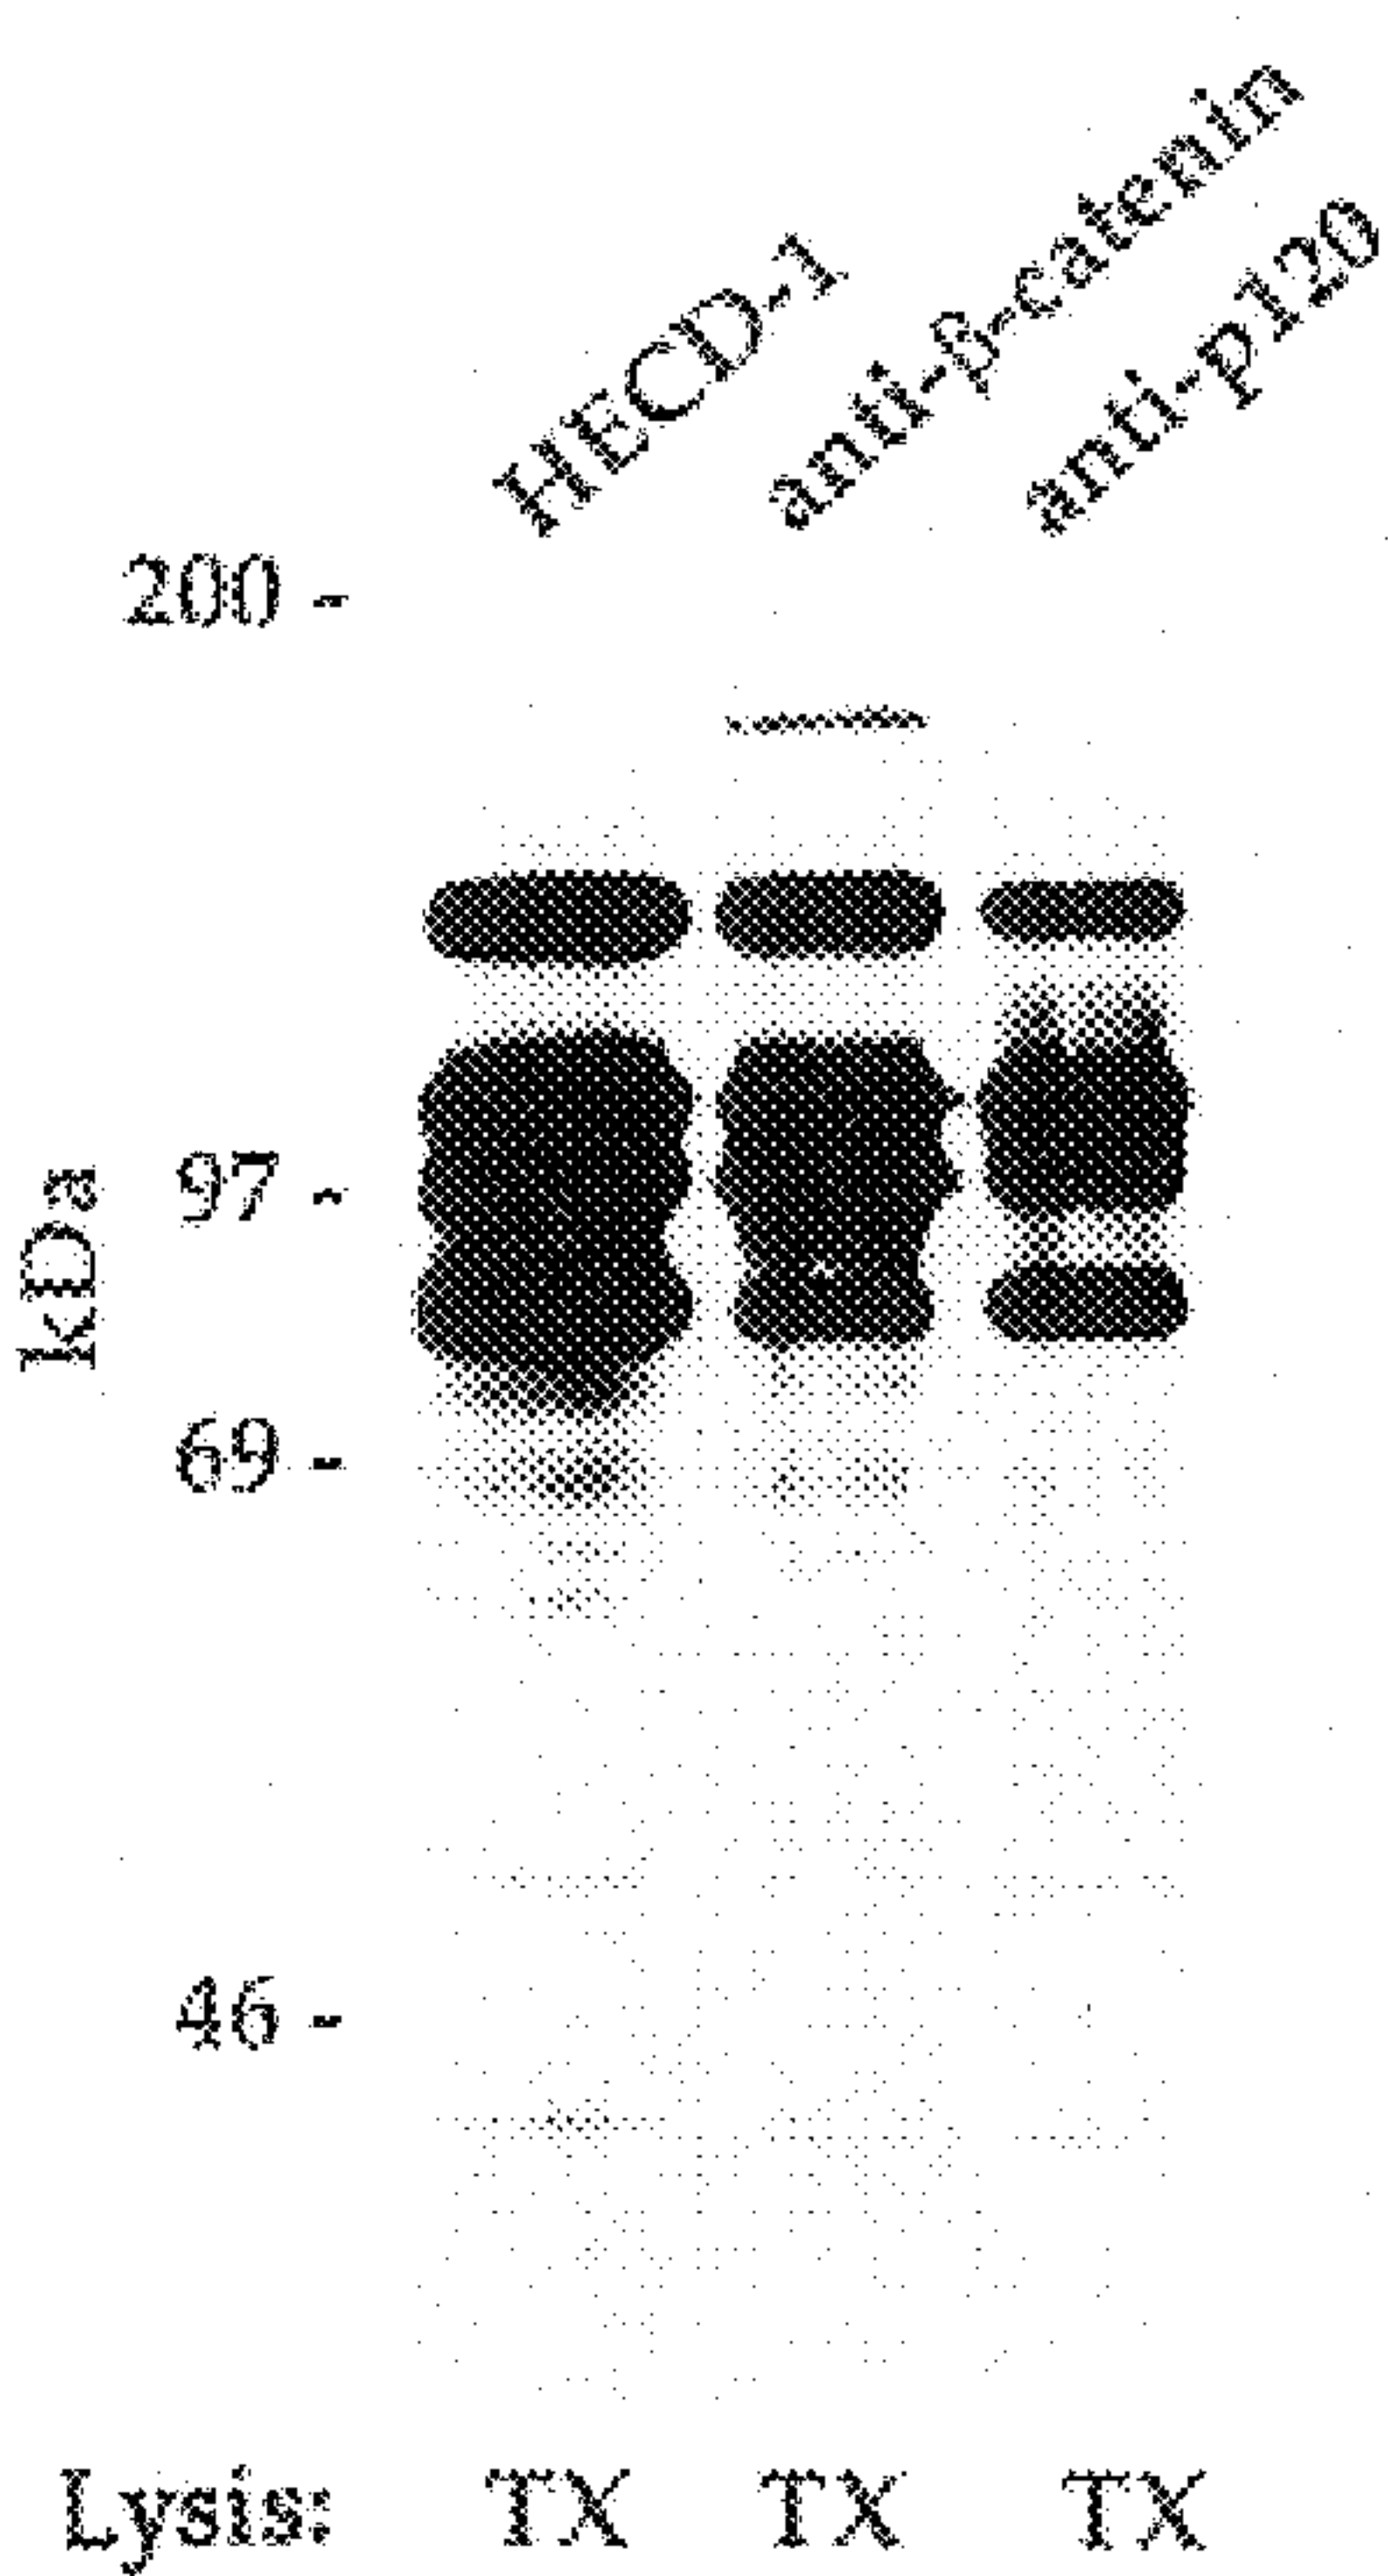 HECD-1
anti-β-catenin
anti-p120
200 -
97 -
kDa
69 -
46 -
Lysis: TX TX TX